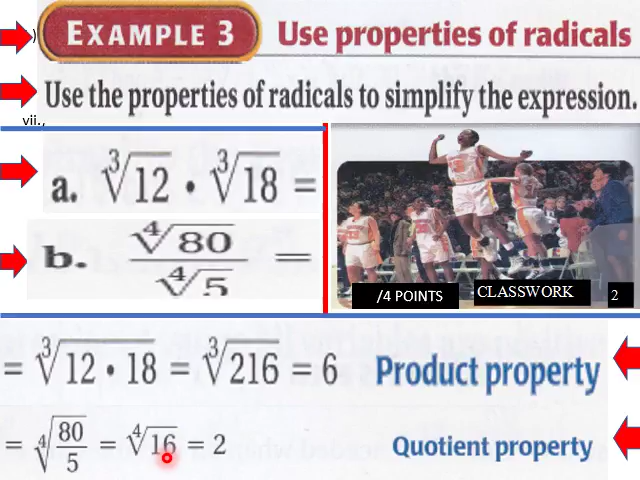 )
EXAMPLE 3 Use properties of radicals
Use the properties of radicals to simplify the expression.
vii.,
a. ∛12 • ∛18 =
b. ∜80 / ∜5 =
/4 POINTS CLASSWORK 2
= ∛(12 • 18) = ∛216 = 6 Product property
= ∜(80/5) = ∜16 = 2 Quotient property